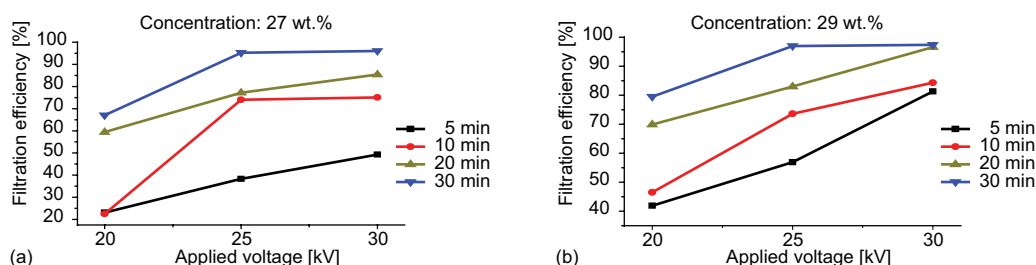 Concentration: 27 wt.%
Filtration efficiency [%]
100
90
80
70
60
50
40
30
20
20 25 30
Applied voltage [kV]
5 min
10 min
20 min
30 min
(a)
Concentration: 29 wt.%
Filtration efficiency [%]
100
90
80
70
60
50
40
20 25 30
Applied voltage [kV]
5 min
10 min
20 min
30 min
(b)